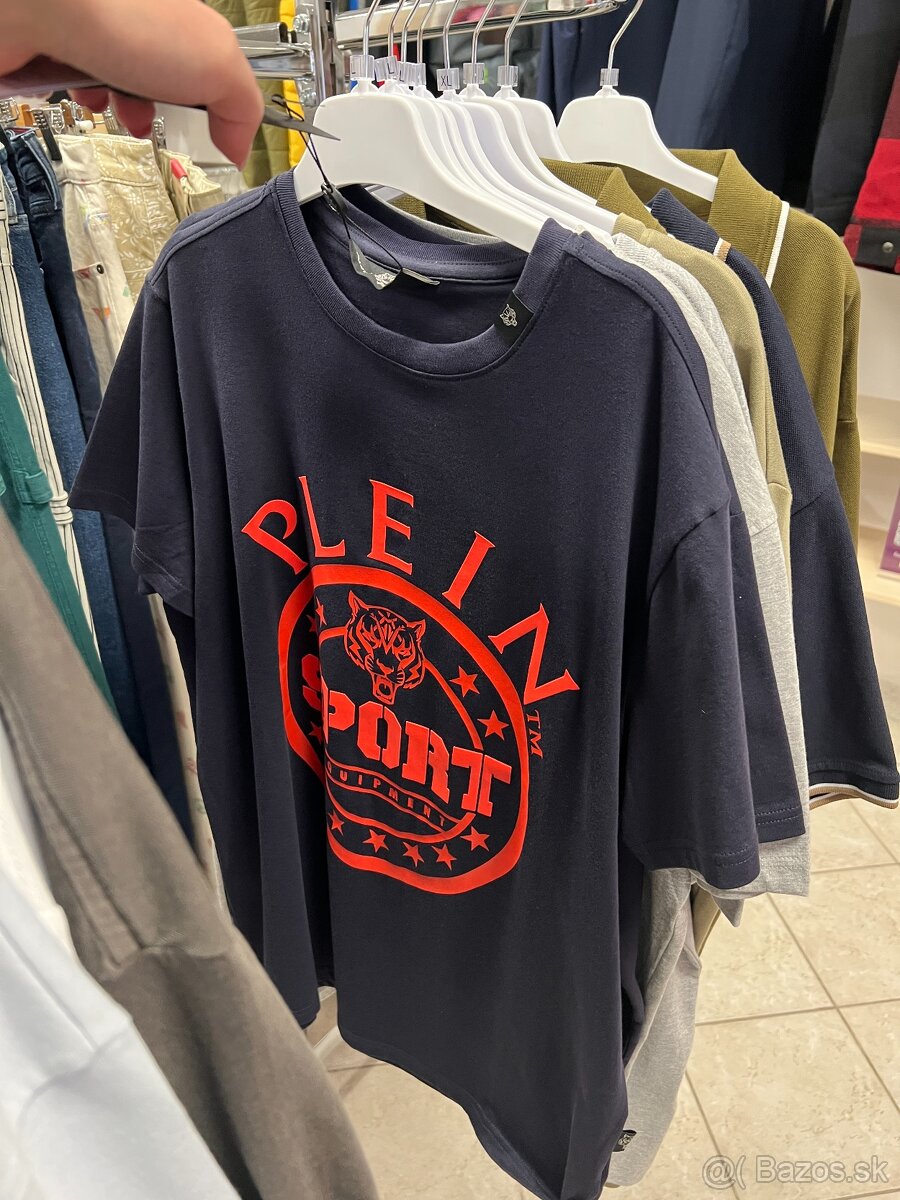 XL
PLEIN
TM
SPORT
EQUIPMENT
@( Bazos.sk